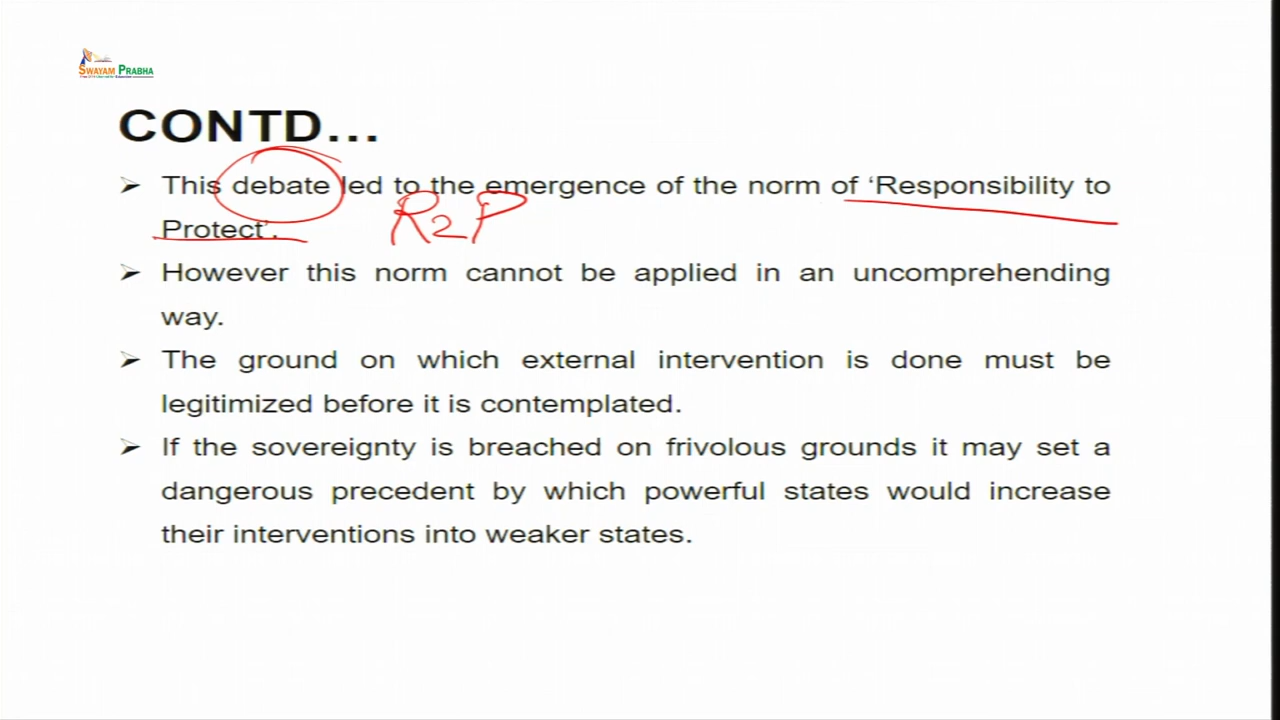 SWAYAM PRABHA
CONTD...
➢ This debate led to the emergence of the norm of ‘Responsibility to
Protect’.
R2P
➢ However this norm cannot be applied in an uncomprehending
way.
➢ The ground on which external intervention is done must be
legitimized before it is contemplated.
➢ If the sovereignty is breached on frivolous grounds it may set a
dangerous precedent by which powerful states would increase
their interventions into weaker states.